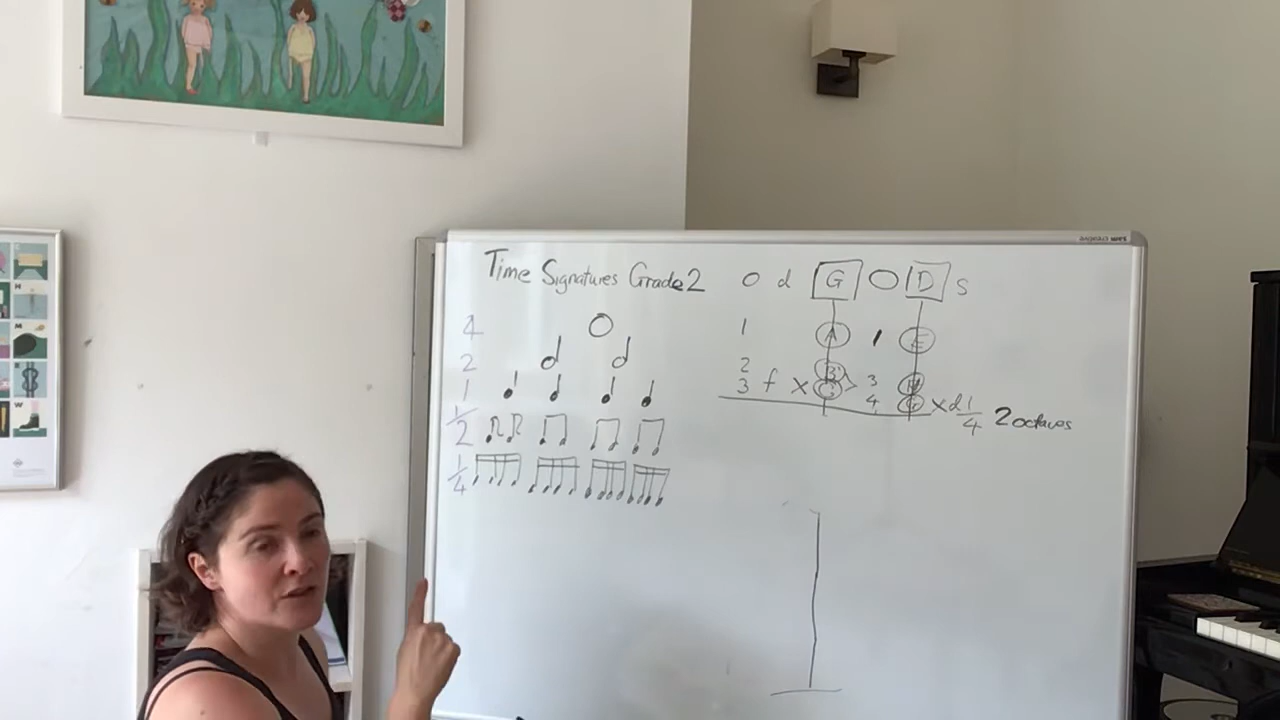 Time Signatures Grade 2
4
2
1
1/2
1/4
O d G O D s
1 A 1 E
2 B
3 f x 3
4 x d 1/4 2 octaves
H
M
W